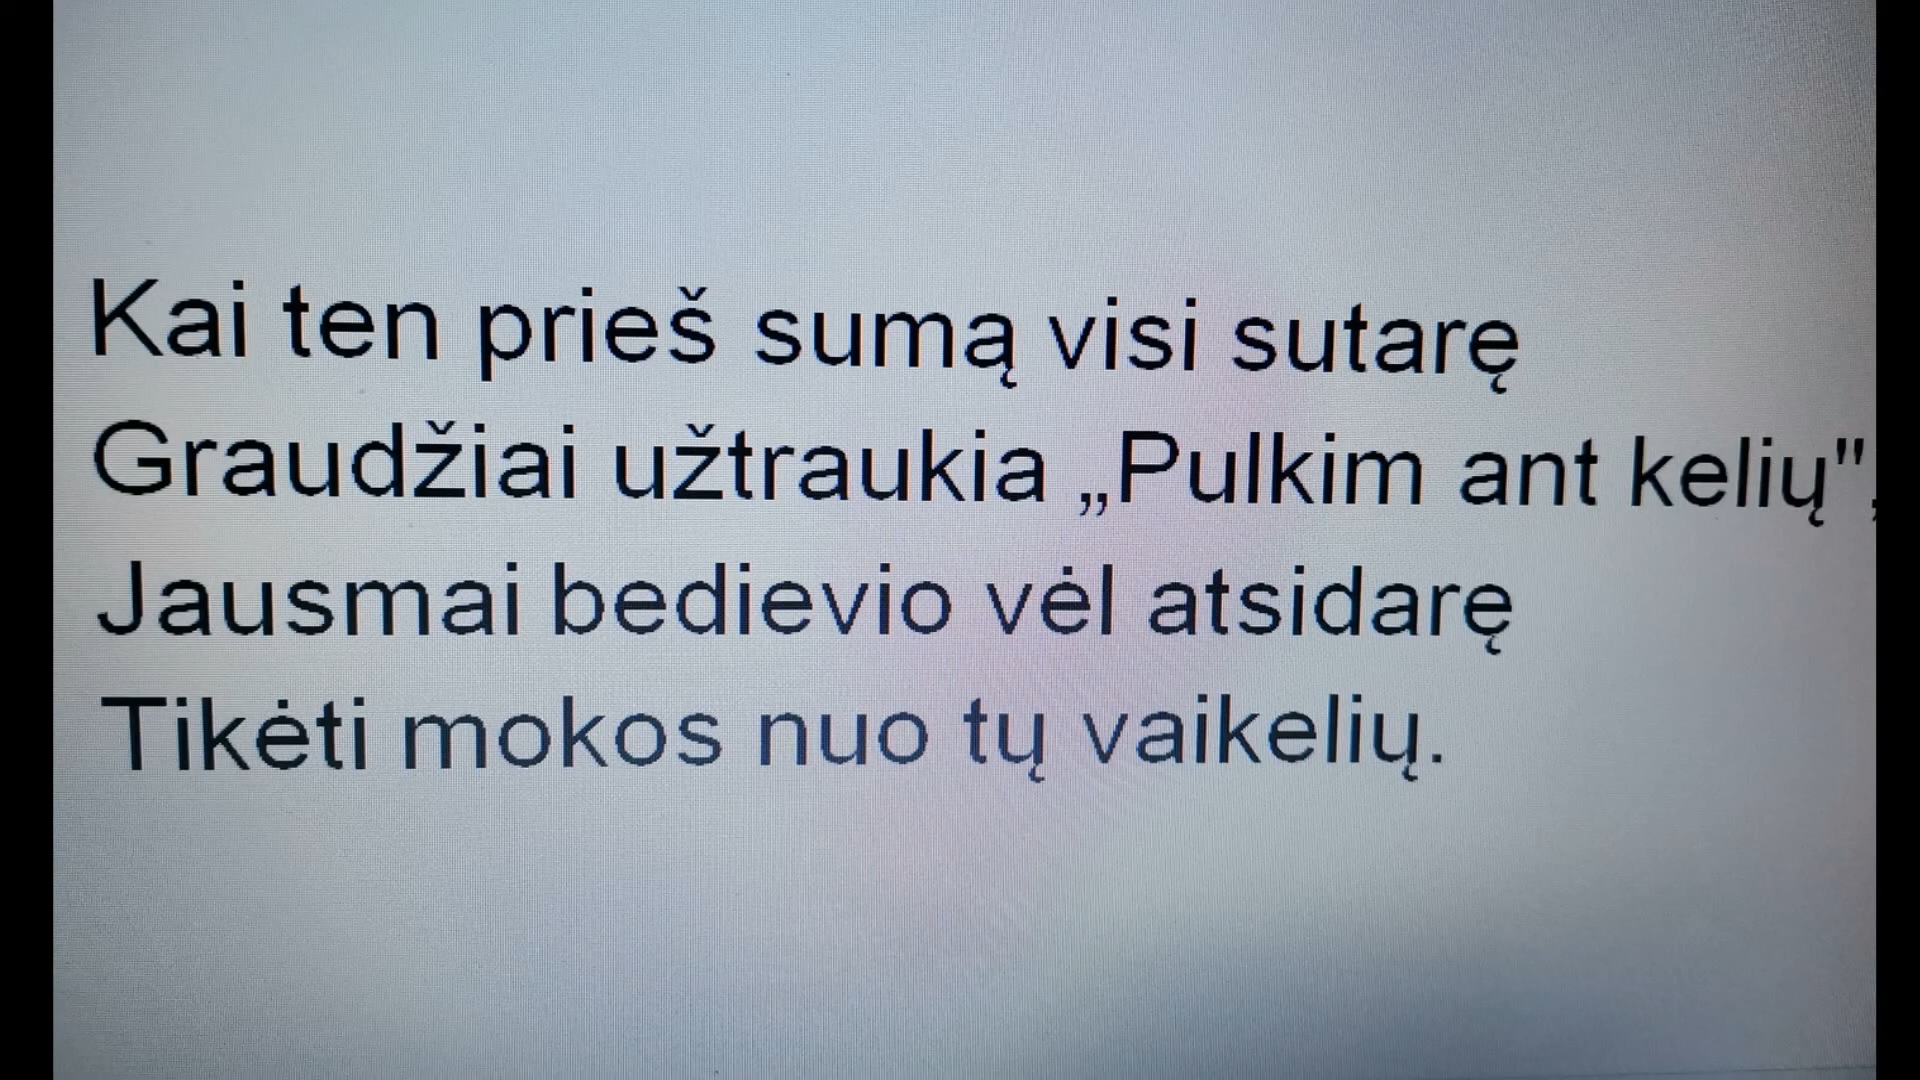 Kai ten prieš sumą visi sutarę
Graudžiai užtraukia „Pulkim ant kelių",
Jausmai bedievio vėl atsidarę
Tikėti mokos nuo tų vaikelių.